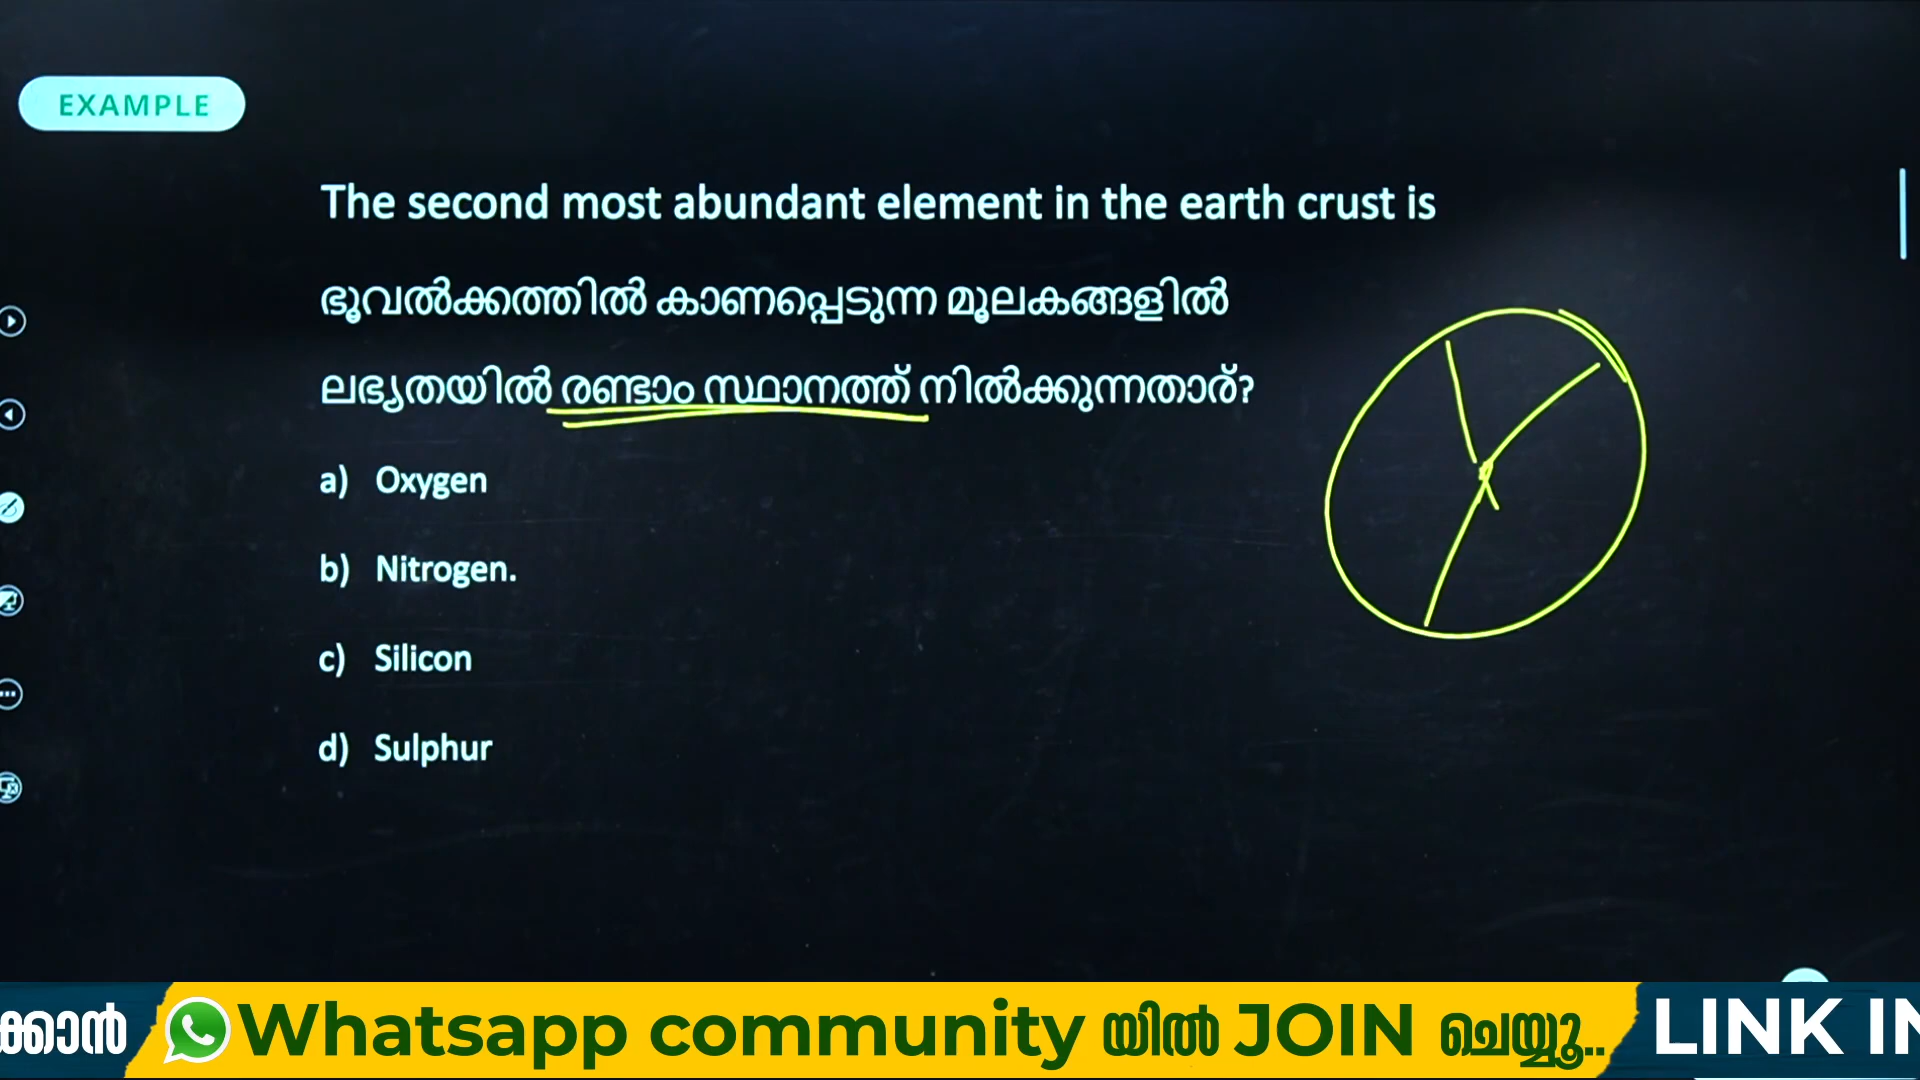 EXAMPLE
The second most abundant element in the earth crust is
ഭൂവൽക്കത്തിൽ കാണപ്പെടുന്ന മൂലകങ്ങളിൽ
ലഭ്യതയിൽ രണ്ടാം സ്ഥാനത്ത് നിൽക്കുന്നതാര്?
a) Oxygen
b) Nitrogen.
c) Silicon
d) Sulphur
ക്കാൻ Whatsapp community യിൽ JOIN ചെയ്യൂ.. LINK IN